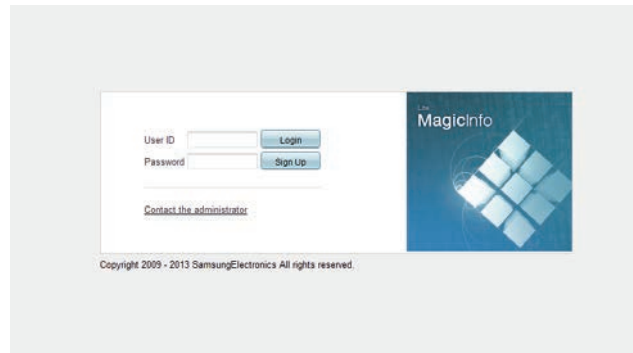 User ID
Login
Password
Sign Up
Contact the administrator
Lite
MagicInfo
Copyright 2009 - 2013 SamsungElectronics All rights reserved.